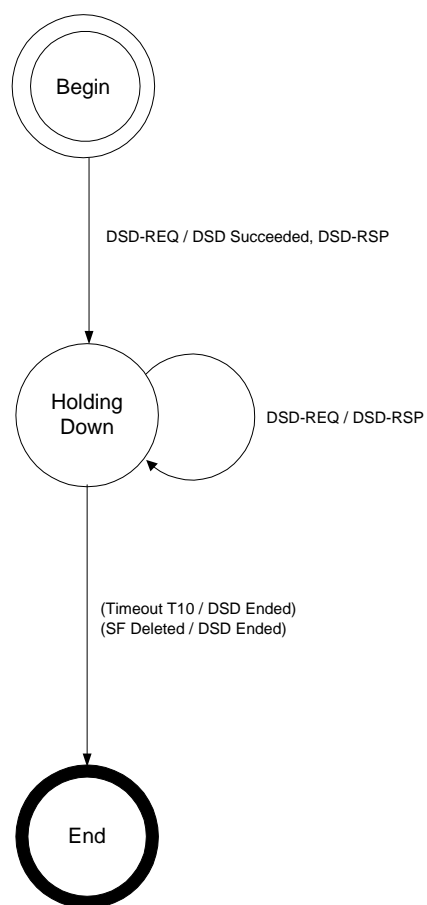 Begin
DSD-REQ / DSD Succeeded, DSD-RSP
Holding
Down
DSD-REQ / DSD-RSP
(Timeout T10 / DSD Ended)
(SF Deleted / DSD Ended)
End